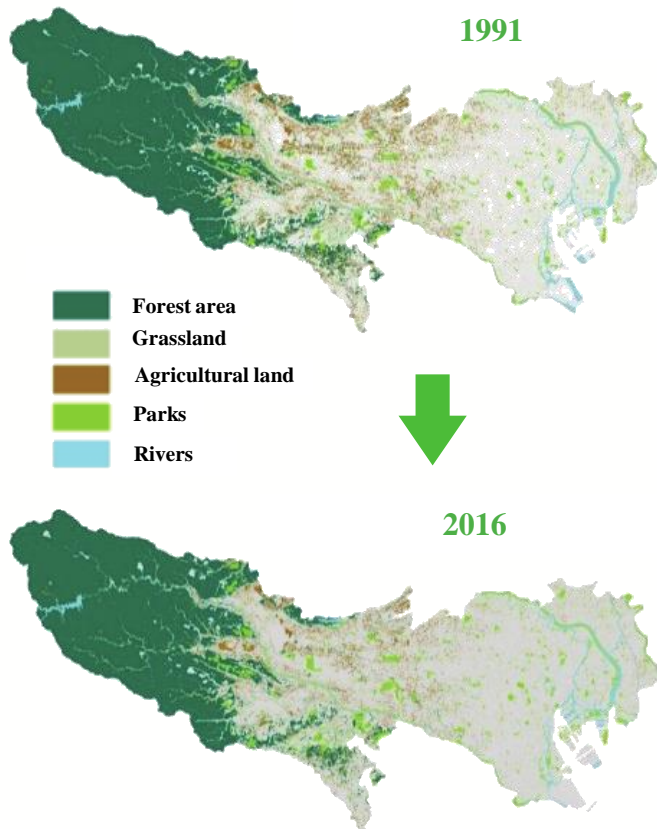 1991
Forest area
Grassland
Agricultural land
Parks
Rivers
2016